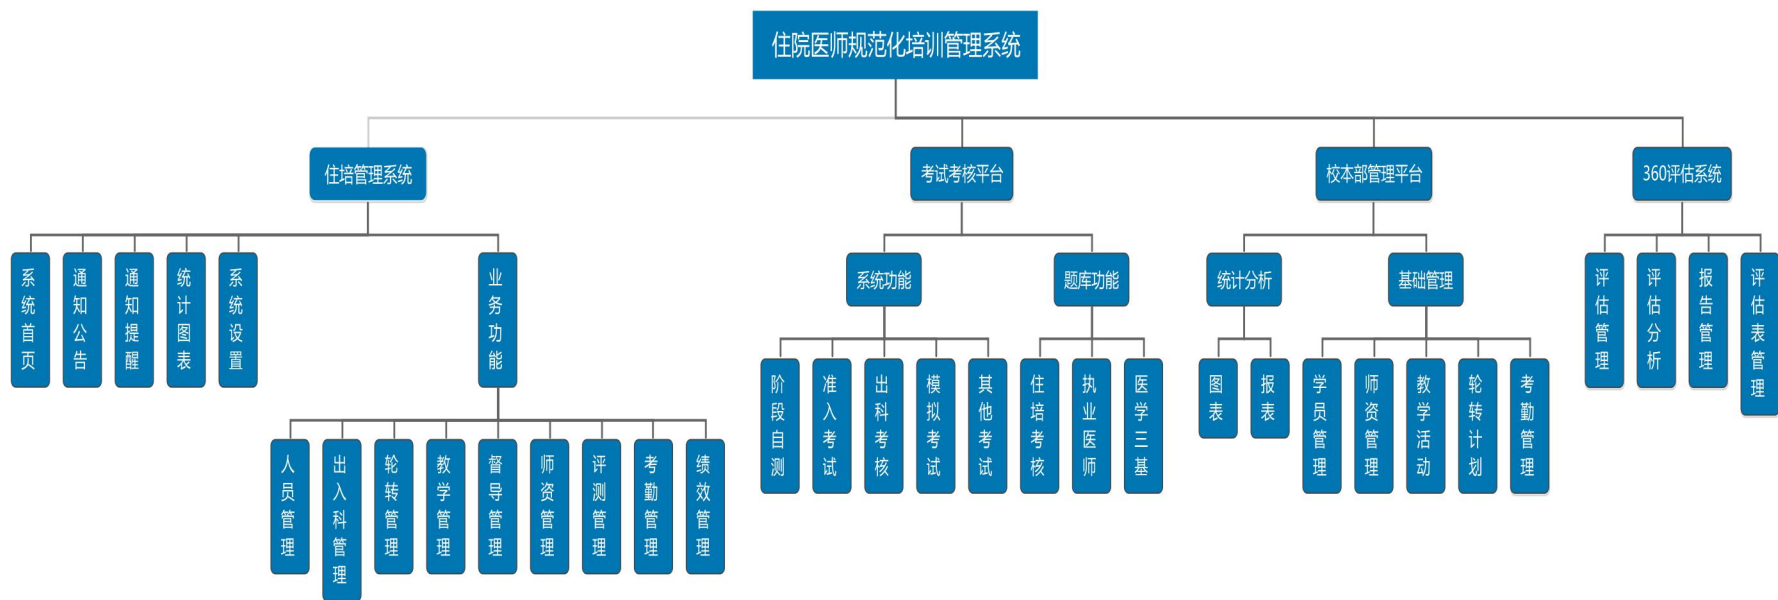 住院医师规范化培训管理系统
住培管理系统
考试考核平台
校本部管理平台
360评估系统
系统首页
通知公告
通知提醒
统计图表
系统设置
业务功能
系统功能
题库功能
统计分析
基础管理
评估管理
评估分析
报告管理
评估表管理
阶段自测
准入考试
出科考核
模拟考试
其他考试
住培考核
执业医师
医学三基
图表
报表
学员管理
师资管理
教学活动
轮转计划
考勤管理
人员管理
出入科管理
轮转管理
教学管理
督导管理
师资管理
评测管理
考勤管理
绩效管理